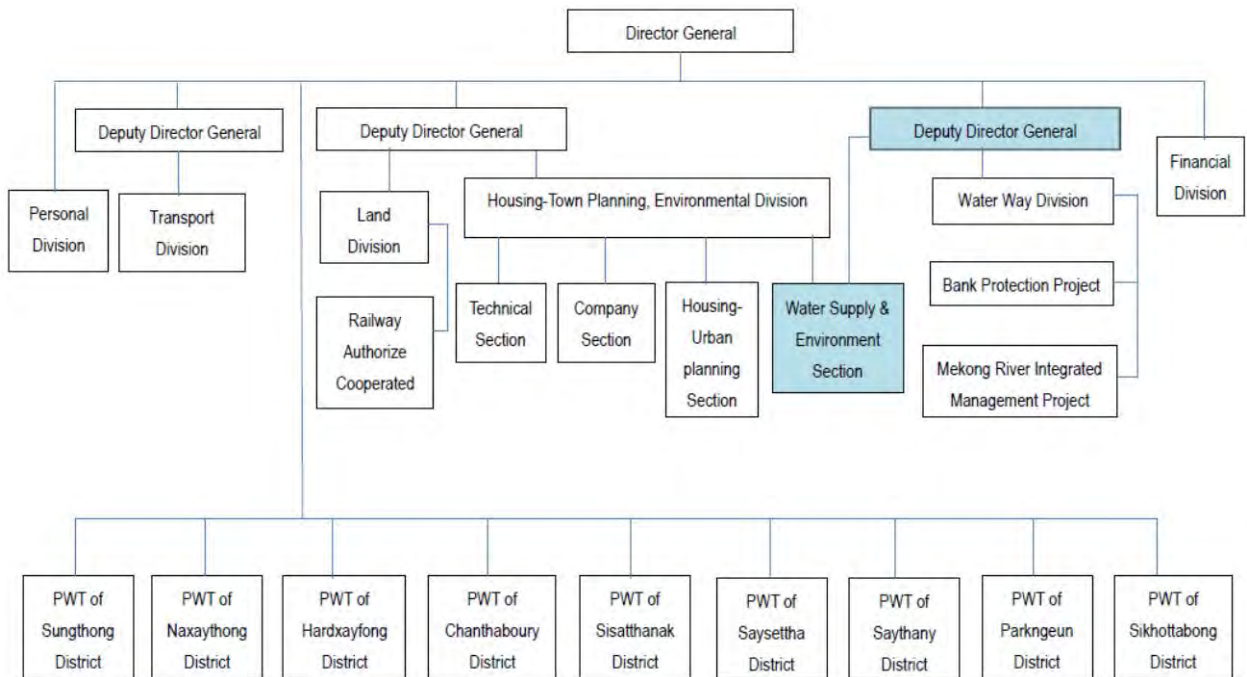 Director General
Deputy Director General
Deputy Director General
Deputy Director General
Financial
Division
Personal
Division
Transport
Division
Land
Division
Housing-Town Planning, Environmental Division
Water Way Division
Railway
Authorize
Cooperated
Technical
Section
Company
Section
Housing-
Urban
planning
Section
Water Supply &
Environment
Section
Bank Protection Project
Mekong River Integrated
Management Project
PWT of
Sungthong
District
PWT of
Naxaythong
District
PWT of
Hardxayfong
District
PWT of
Chanthaboury
District
PWT of
Sisatthanak
District
PWT of
Saysettha
District
PWT of
Saythany
District
PWT of
Parkngeun
District
PWT of
Sikhottabong
District